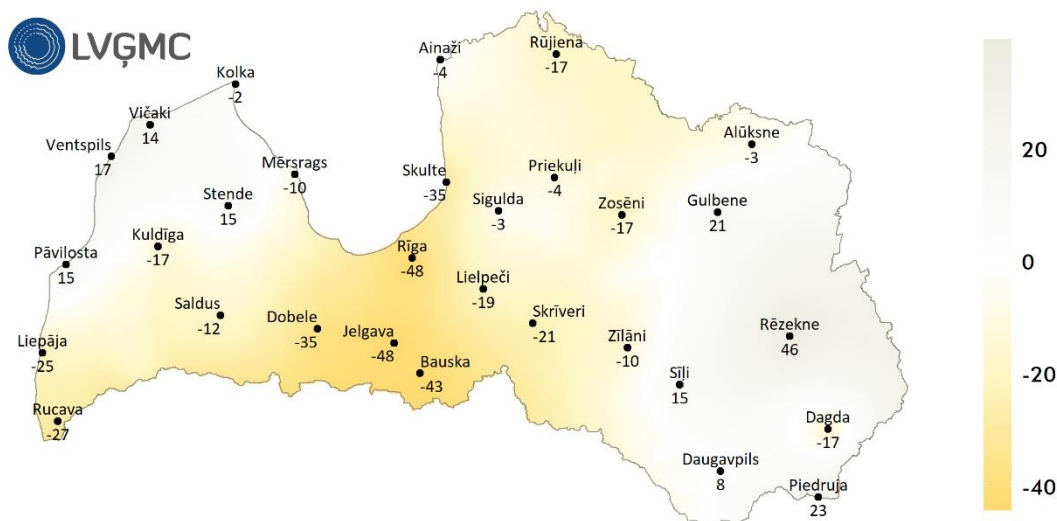 LVĢMC
Ainaži
-4
Rūjiena
-17
Kolka
-2
Vičaki
14
Ventspils
17
Mērsrags
-10
Stende
15
Skulte
-35
Priekuļi
-4
Sigulda
-3
Zosēni
-17
Alūksne
-3
Gulbene
21
Kuldīga
-17
Pāvilosta
15
Rīga
-48
Lielpeči
-19
Saldus
-12
Dobele
-35
Jelgava
-48
Skrīveri
-21
Zīlāni
-10
Rēzekne
46
Liepāja
-25
Bauska
-43
Sīļi
15
Rucava
-27
Dagda
-17
Daugavpils
8
Piedruja
23
20
0
-20
-40